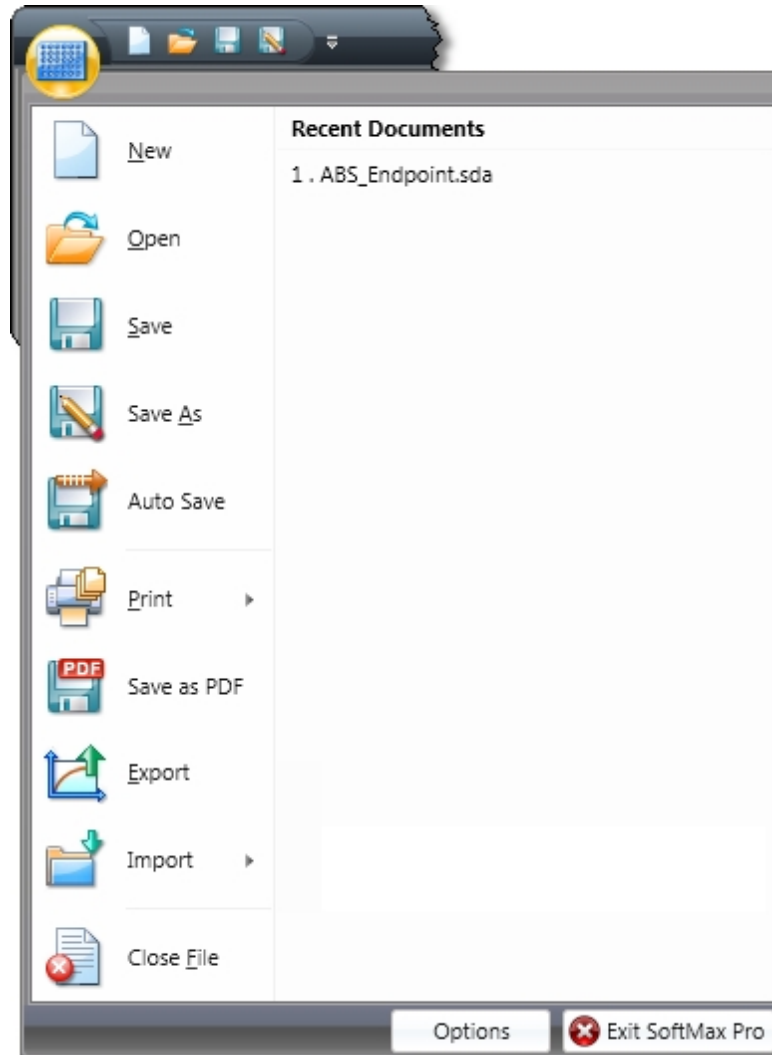 New
Open
Save
Save As
Auto Save
Print
PDF
Save as PDF
Export
Import
Close File
Recent Documents
1 . ABS_Endpoint.sda
Options
Exit SoftMax Pro